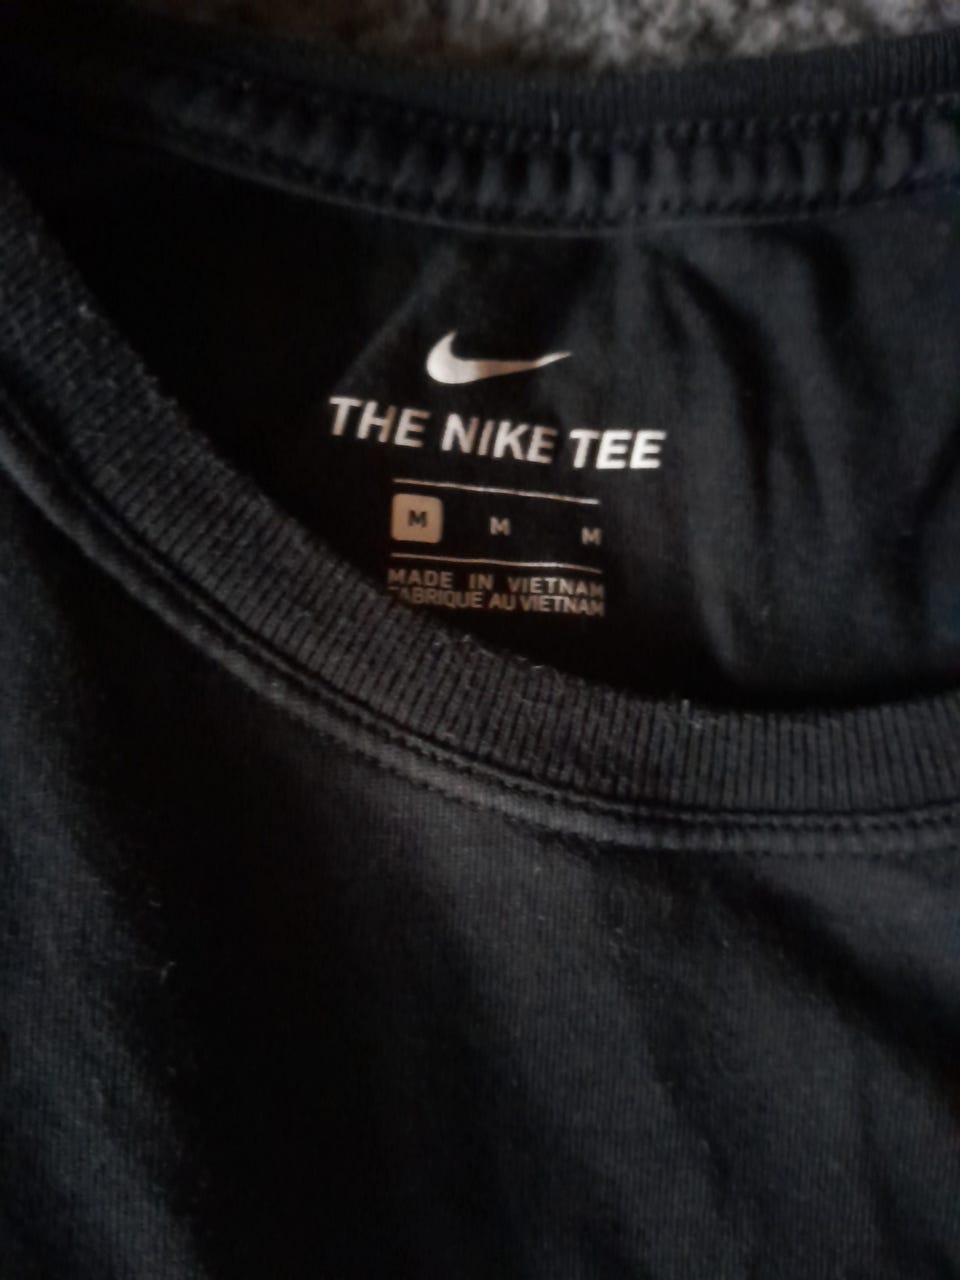 THE NIKE TEE
M M M
MADE IN VIETNAM
FABRIQUE AU VIETNAM